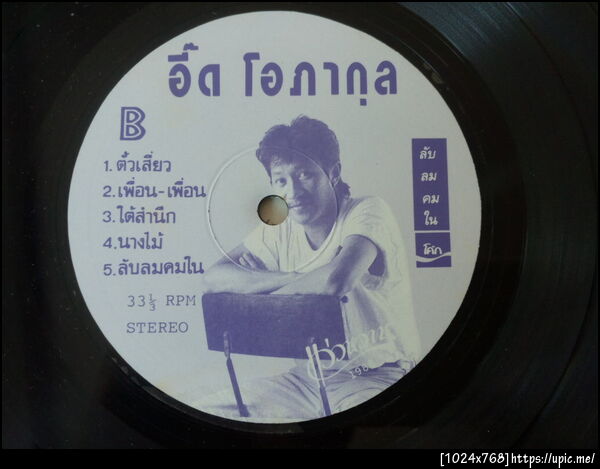 อี๊ด โอภากุล
B
1. ตั๋วเสี่ยว
2. เพื่อน-เพื่อน
3. ใต้สำนึก
4. นางไม้
5. ลับลมคมใน
33⅓ RPM
STEREO
ลับ
ลม
คม
ใน
โค้ก
[1024x768]https://upic.me/